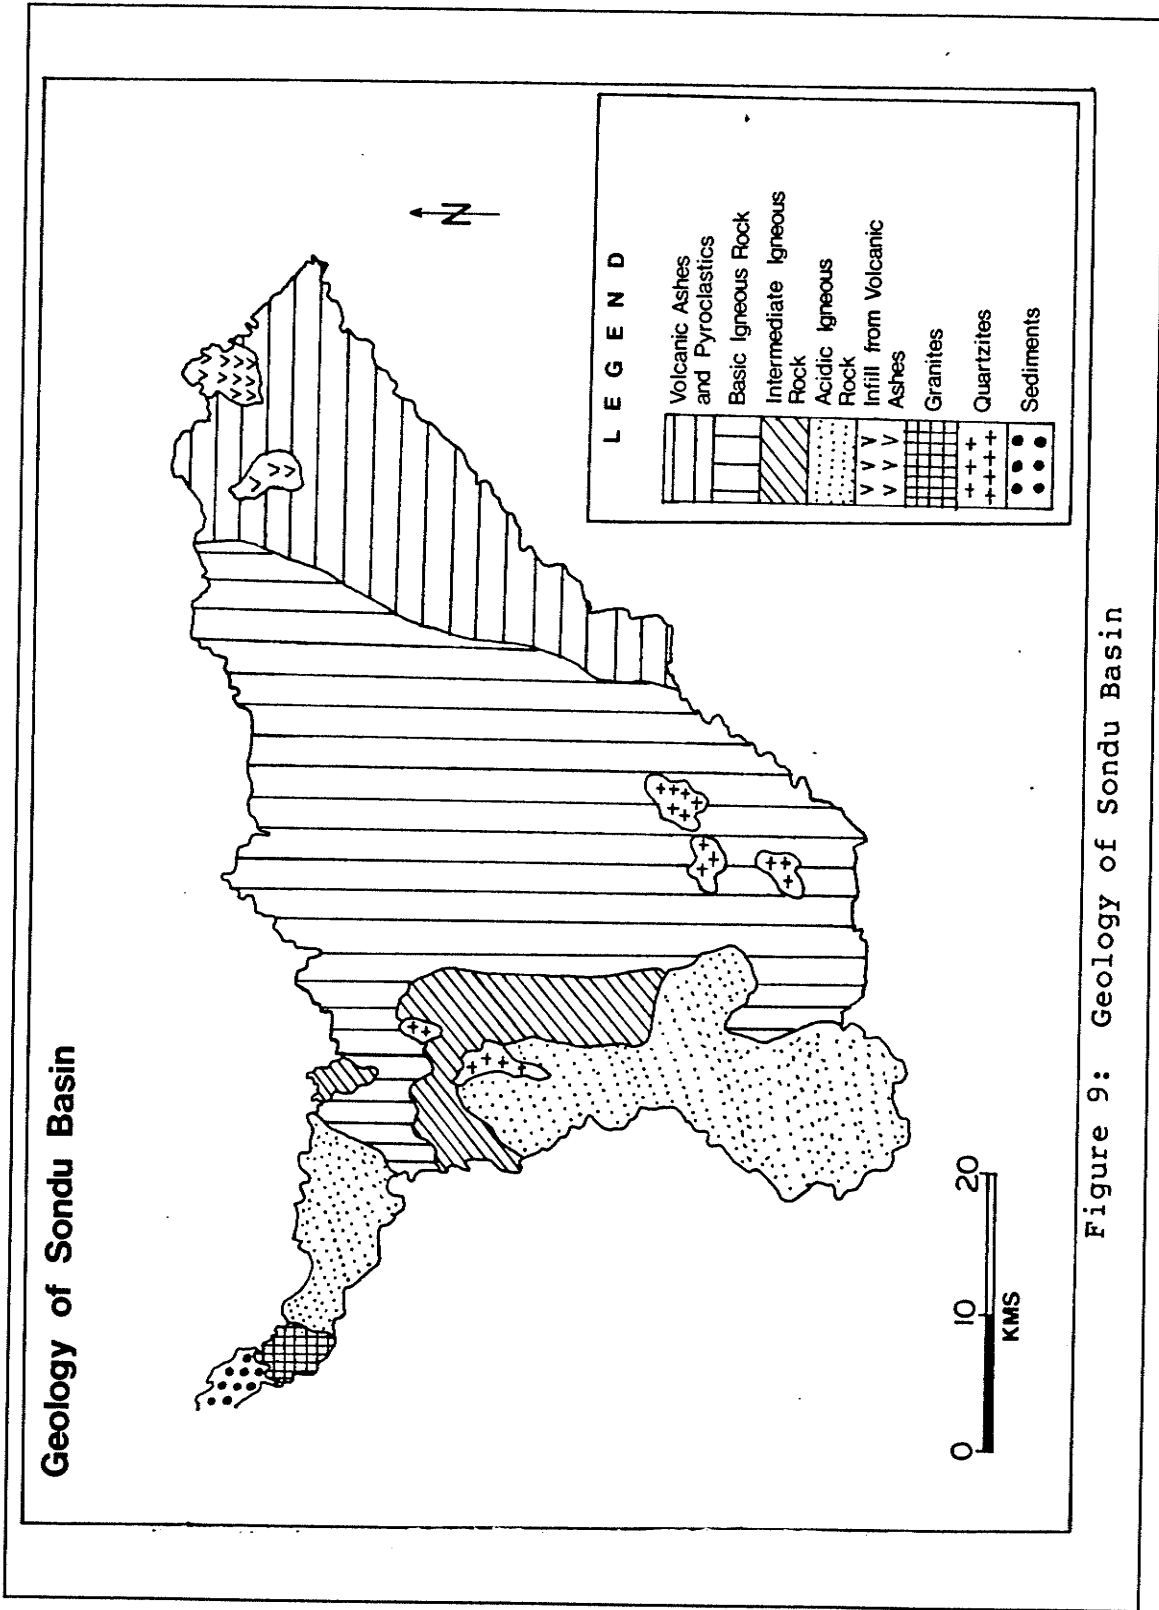 Geology of Sondu Basin
N
L E G E N D
Volcanic Ashes
and Pyroclastics
Basic Igneous Rock
Intermediate Igneous
Rock
Acidic Igneous
Rock
Infill from Volcanic
Ashes
Granites
Quartzites
Sediments
0 10 20
KMS
Figure 9: Geology of Sondu Basin